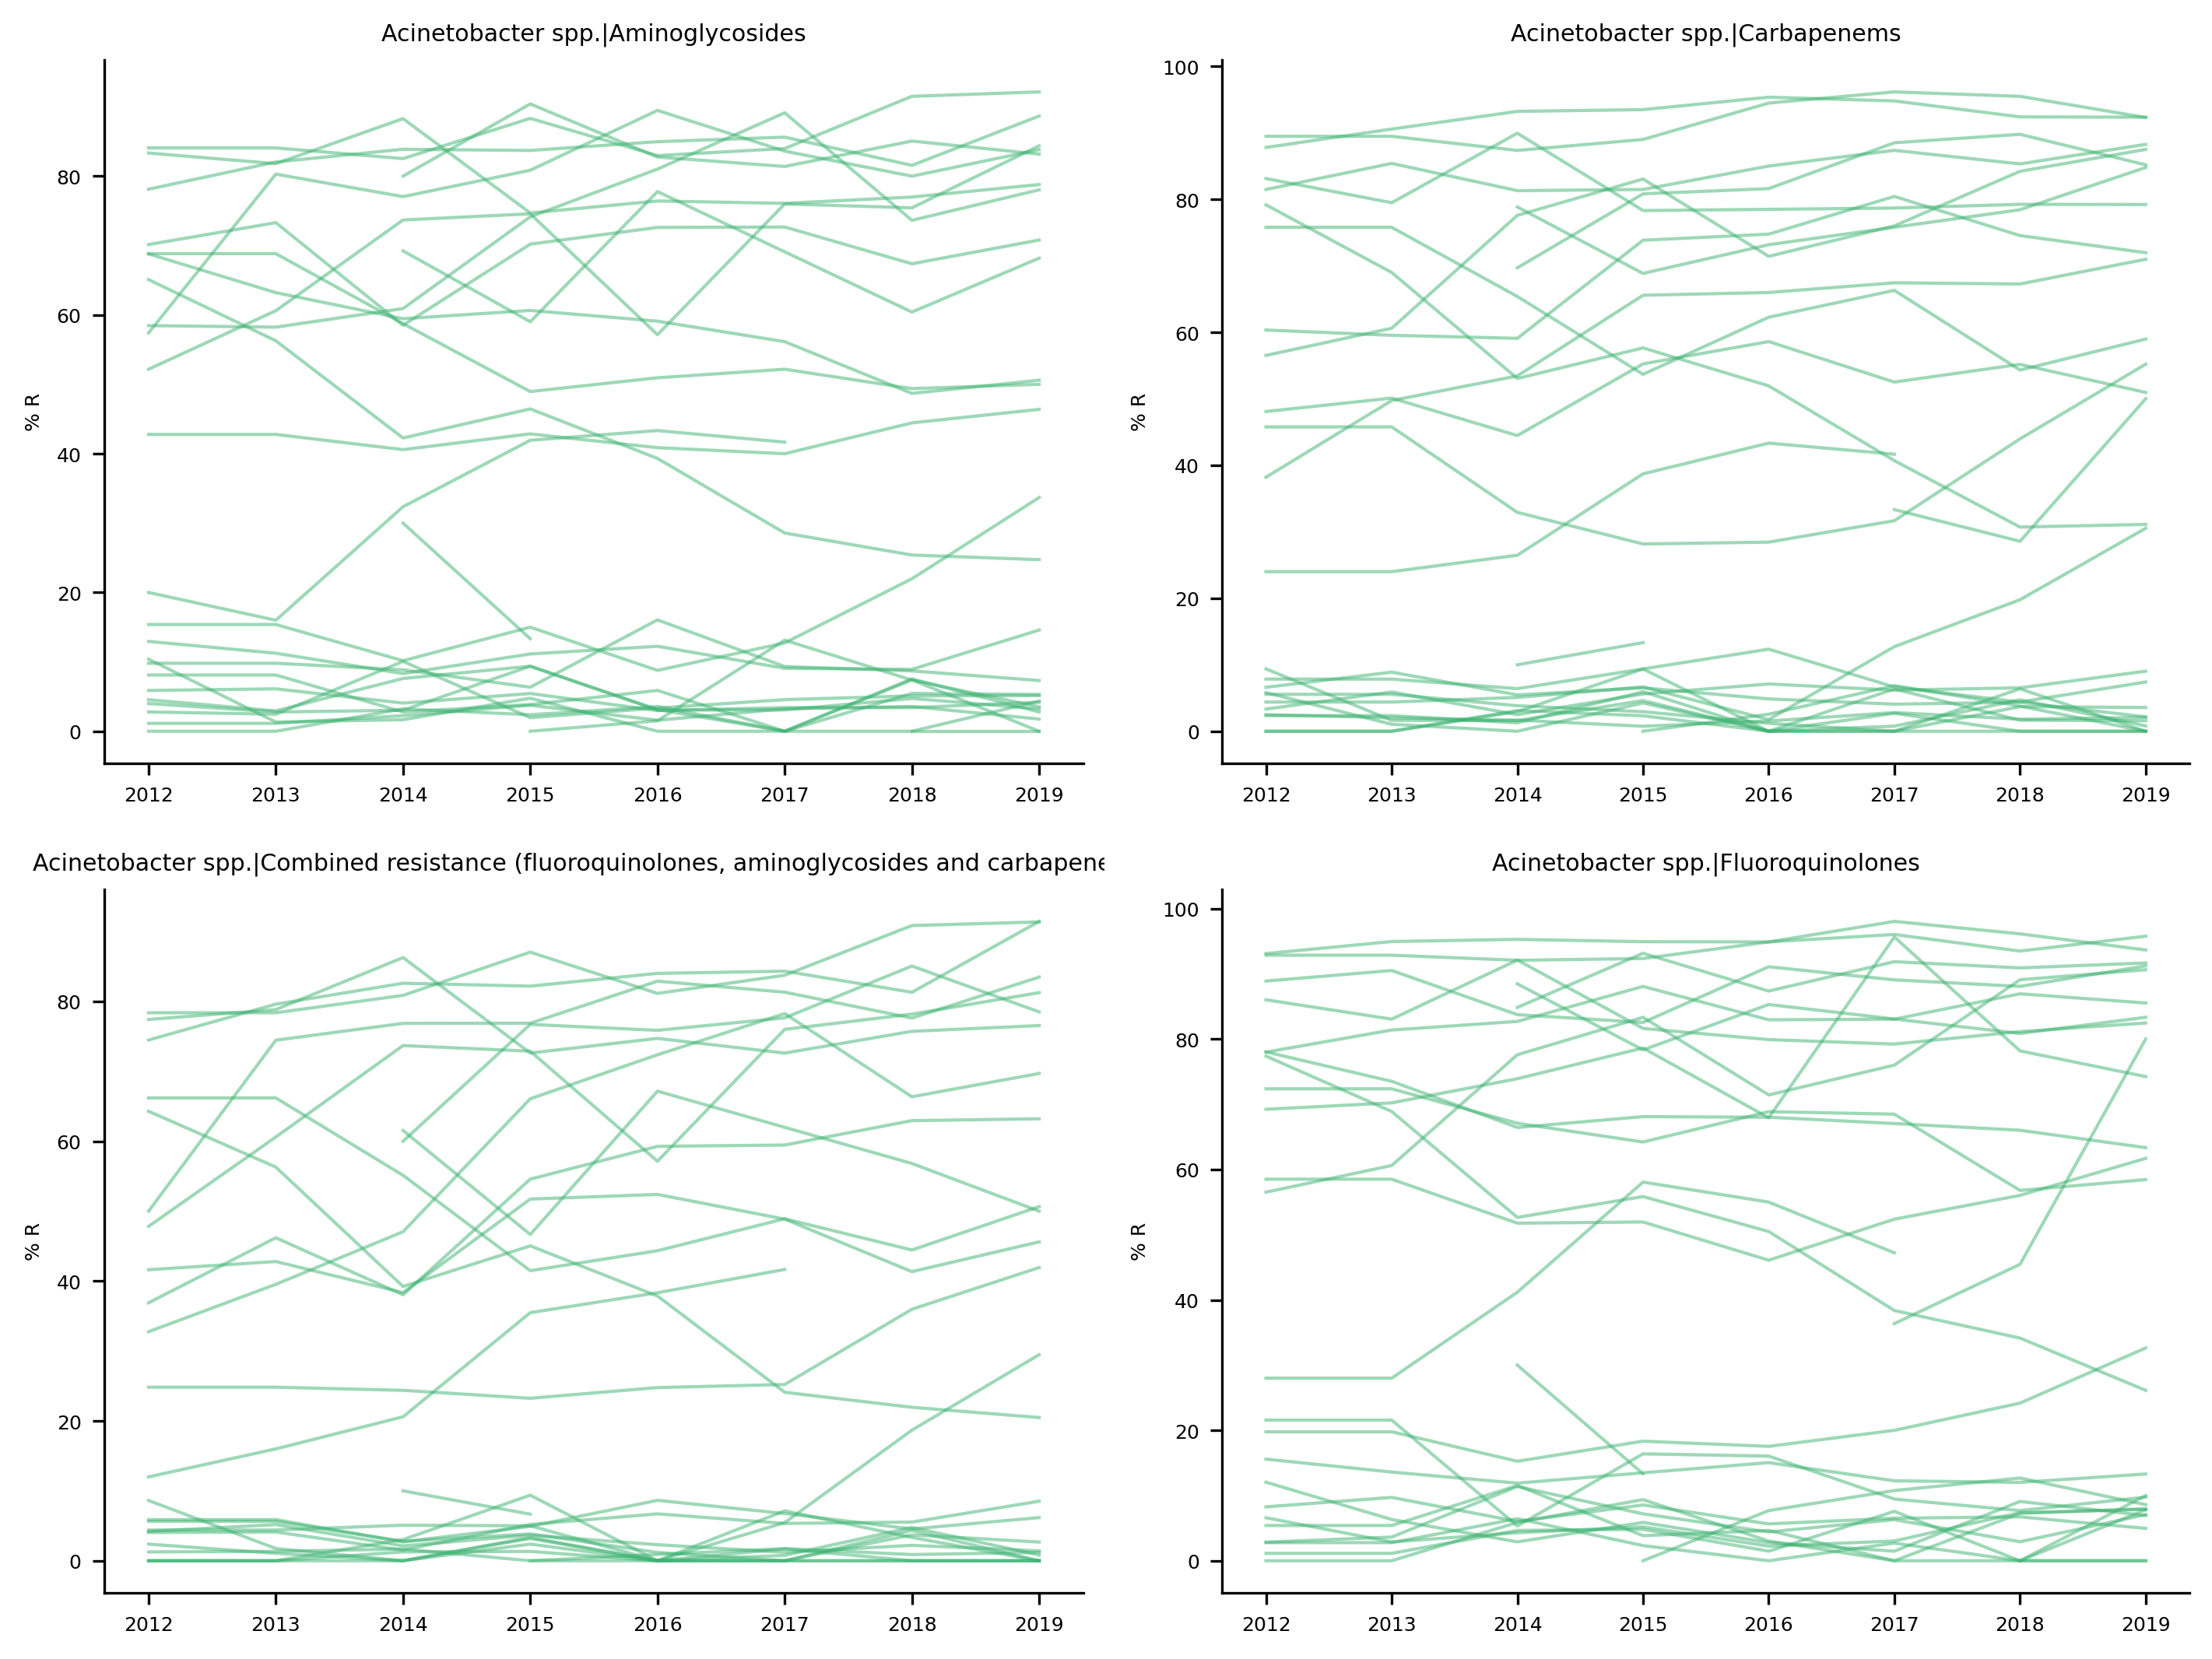 Acinetobacter spp.|Aminoglycosides
% R
80
60
40
20
0
2012 2013 2014 2015 2016 2017 2018 2019
Acinetobacter spp.|Carbapenems
% R
100
80
60
40
20
0
2012 2013 2014 2015 2016 2017 2018 2019
Acinetobacter spp.|Combined resistance (fluoroquinolones, aminoglycosides and carbapene
% R
80
60
40
20
0
2012 2013 2014 2015 2016 2017 2018 2019
Acinetobacter spp.|Fluoroquinolones
% R
100
80
60
40
20
0
2012 2013 2014 2015 2016 2017 2018 2019